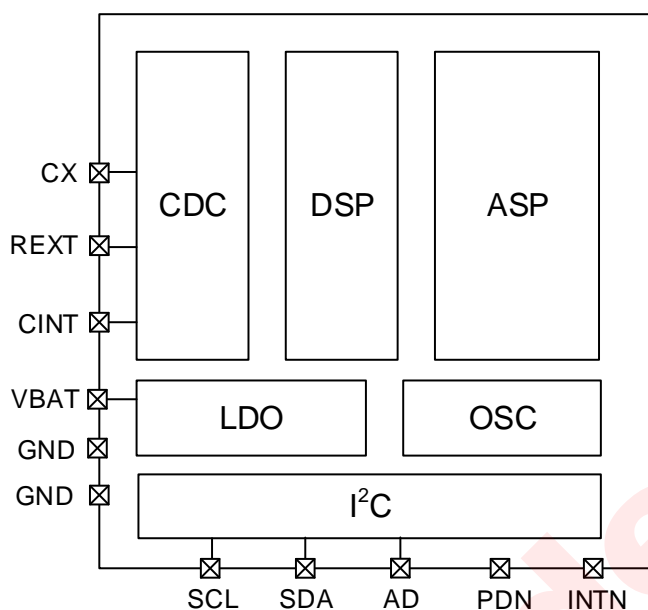 CX
REXT
CINT
VBAT
GND
GND
CDC
DSP
ASP
LDO
OSC
I²C
SCL
SDA
AD
PDN
INTN